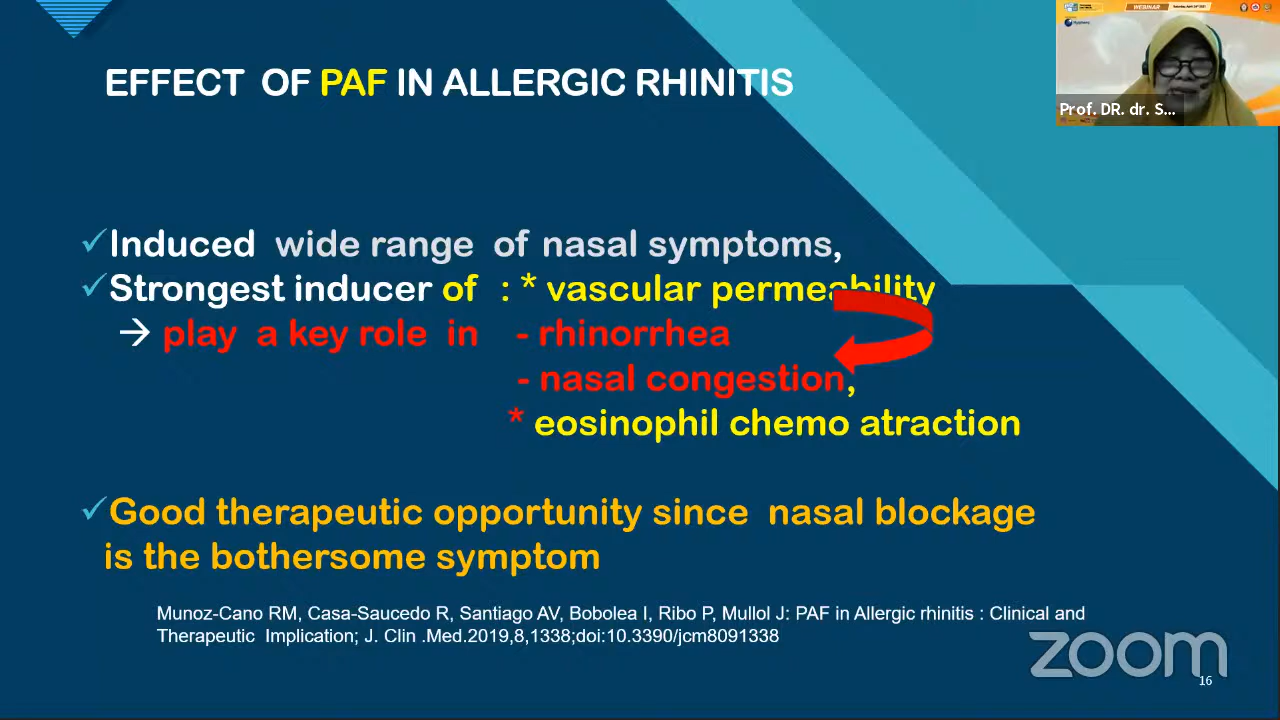 EFFECT OF PAF IN ALLERGIC RHINITIS
WEBINAR
Prof. DR. dr. S...
✓Induced wide range of nasal symptoms,
✓Strongest inducer of : * vascular permeability
→ play a key role in - rhinorrhea
- nasal congestion,
* eosinophil chemo atraction
✓Good therapeutic opportunity since nasal blockage
is the bothersome symptom
Munoz-Cano RM, Casa-Saucedo R, Santiago AV, Bobolea I, Ribo P, Mullol J: PAF in Allergic rhinitis : Clinical and
Therapeutic Implication; J. Clin .Med.2019,8,1338;doi:10.3390/jcm8091338
zoom
16